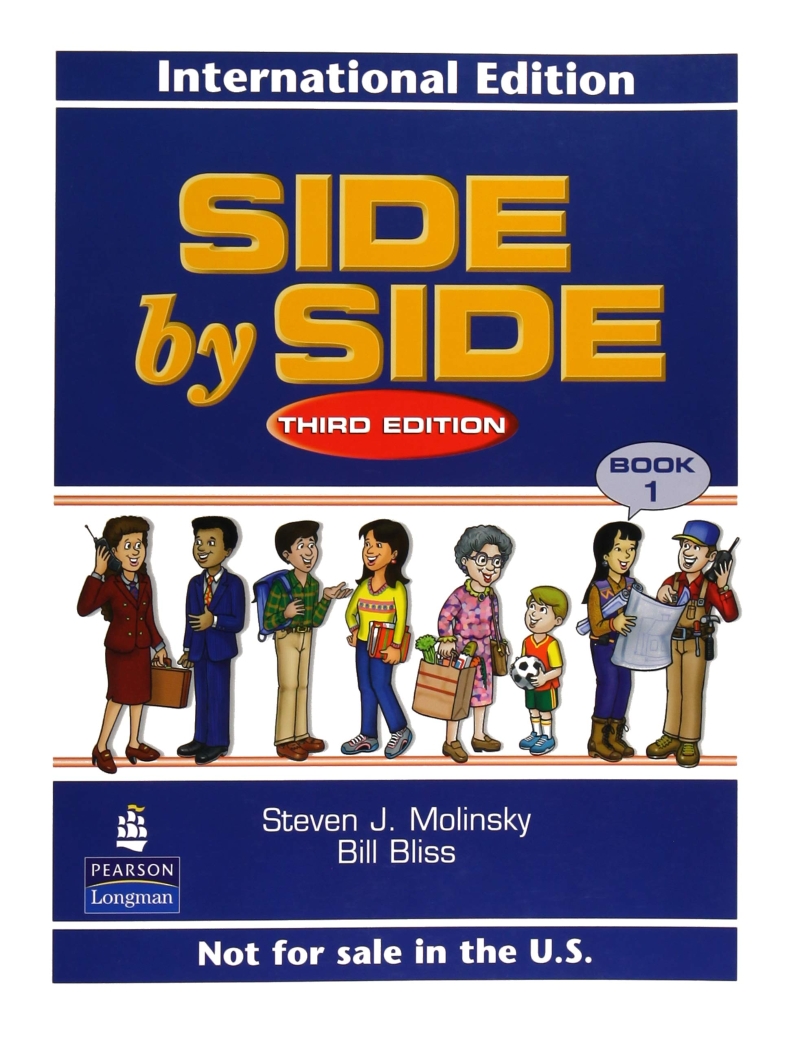 International Edition
SIDE
by SIDE
THIRD EDITION
BOOK
1
Steven J. Molinsky
Bill Bliss
PEARSON
Longman
Not for sale in the U.S.